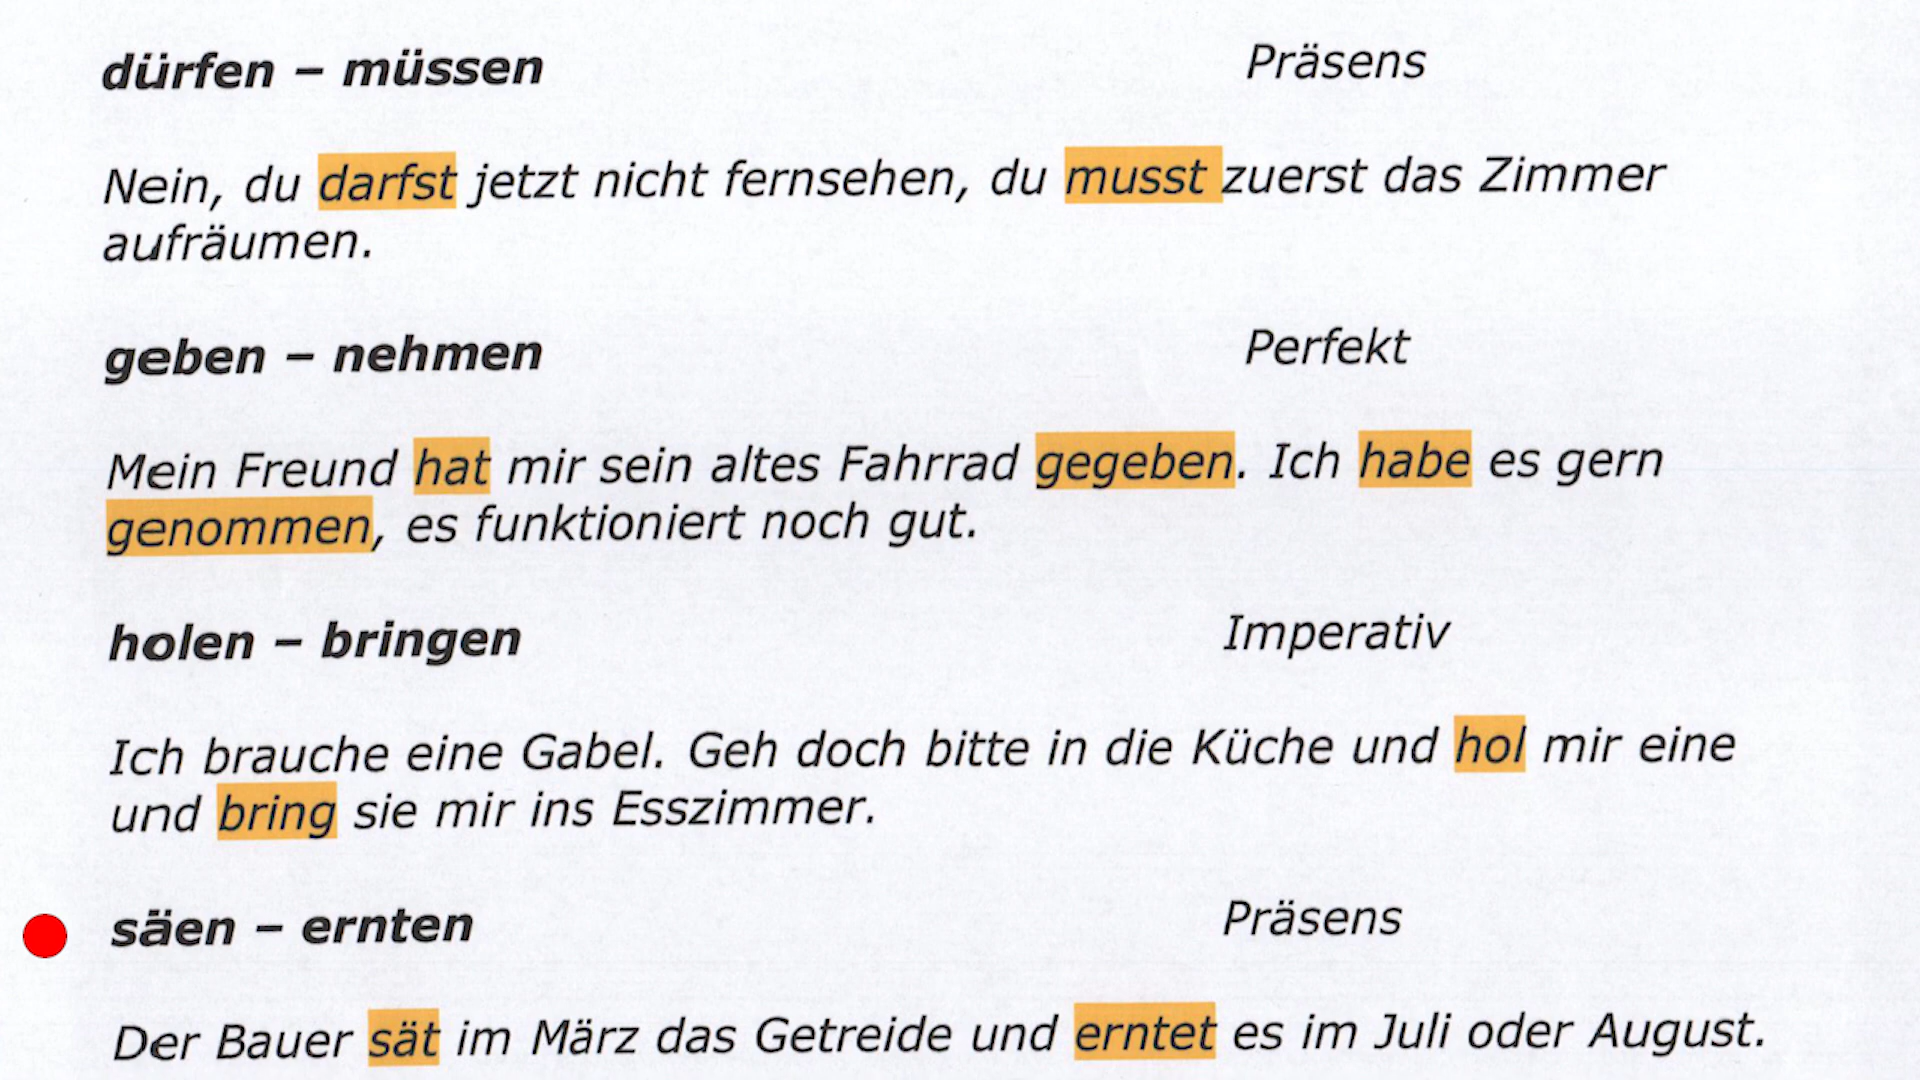 dürfen – müssen Präsens
Nein, du darfst jetzt nicht fernsehen, du musst zuerst das Zimmer
aufräumen.
geben – nehmen Perfekt
Mein Freund hat mir sein altes Fahrrad gegeben. Ich habe es gern
genommen, es funktioniert noch gut.
holen – bringen Imperativ
Ich brauche eine Gabel. Geh doch bitte in die Küche und hol mir eine
und bring sie mir ins Esszimmer.
säen – ernten Präsens
Der Bauer sät im März das Getreide und erntet es im Juli oder August.